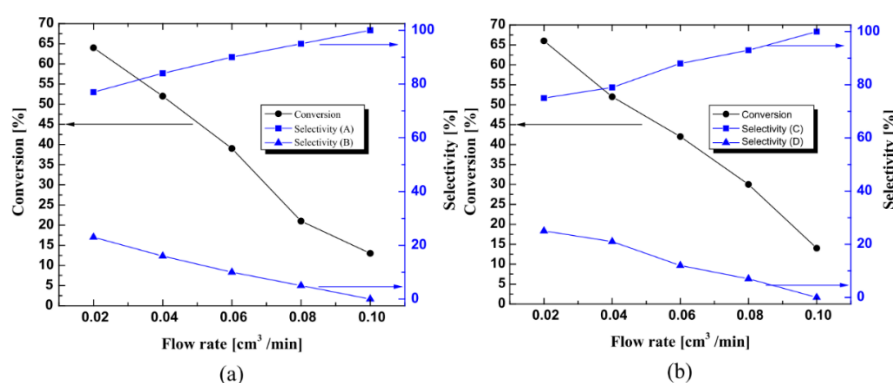 Conversion [%]
70
65
60
55
50
45
40
35
30
25
20
15
10
5
0
0.02 0.04 0.06 0.08 0.10
Flow rate [cm³ /min]
100
80
60
40
20
0
Selectivity [%]
Conversion
Selectivity (A)
Selectivity (B)
(a)
Conversion [%]
70
65
60
55
50
45
40
35
30
25
20
15
10
5
0
0.02 0.04 0.06 0.08 0.10
Flow rate [cm³ /min]
100
80
60
40
20
0
Selectivity [%]
Conversion
Selectivity (C)
Selectivity (D)
(b)